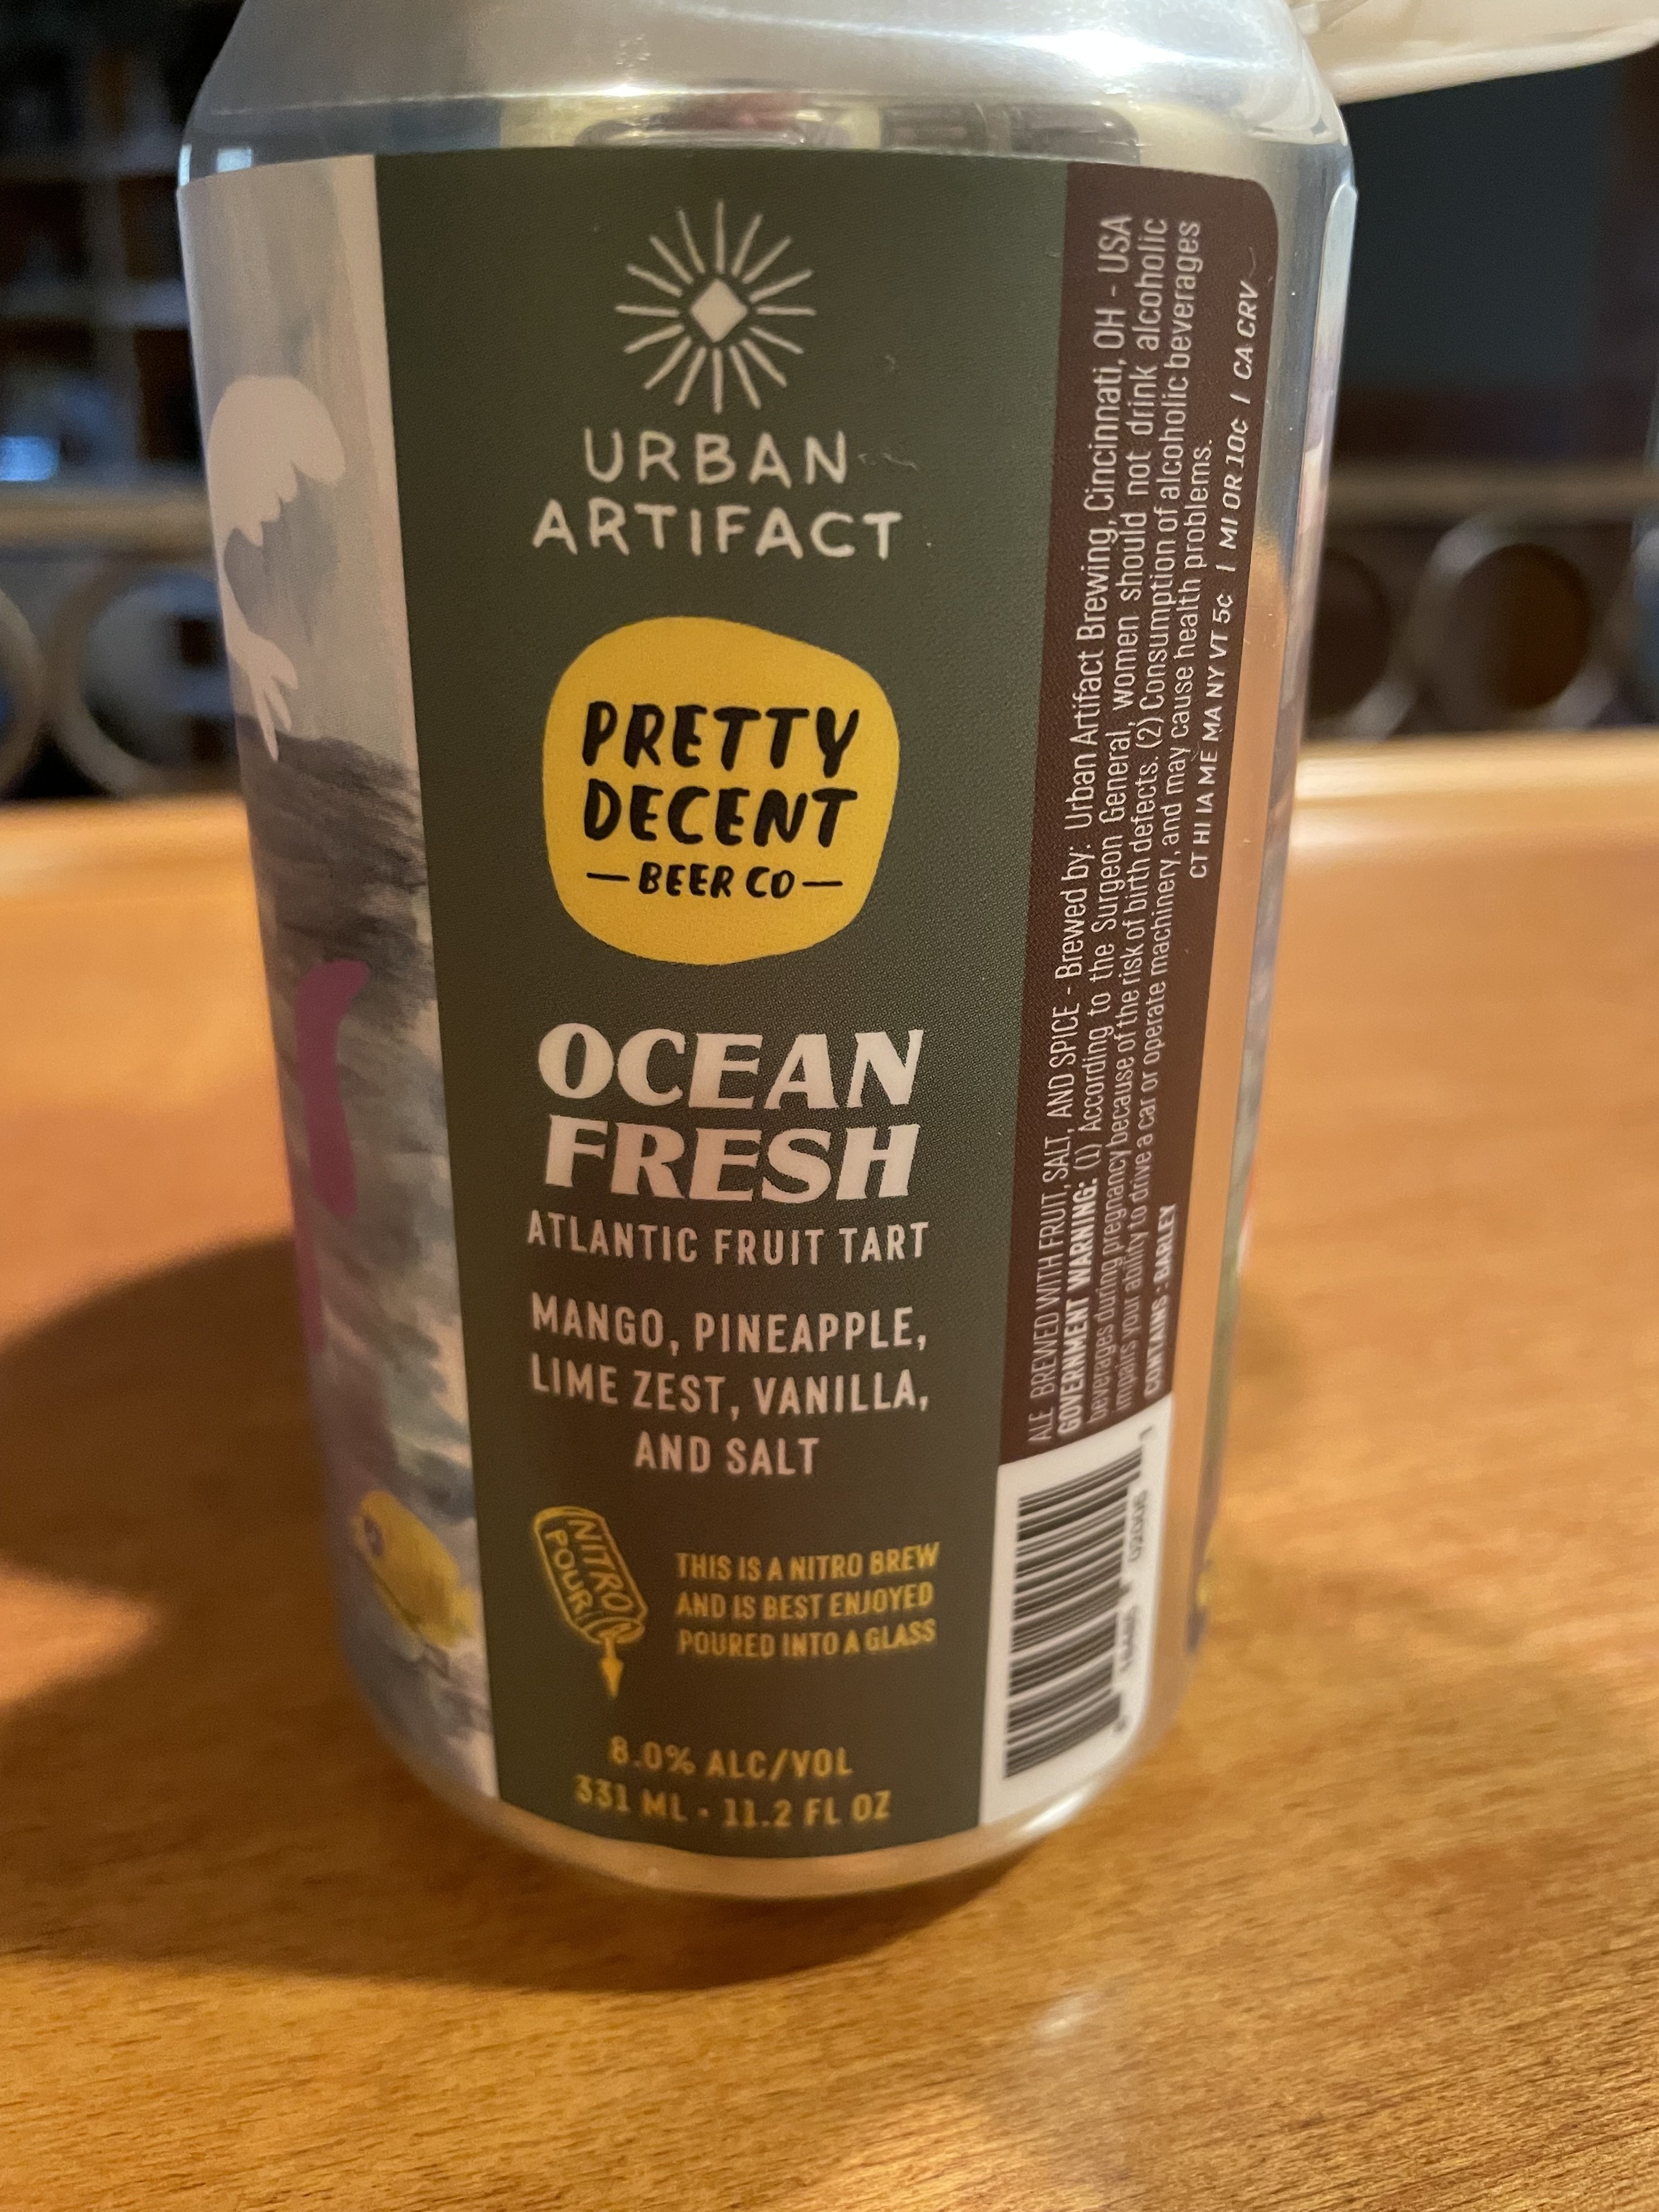 URBAN
ARTIFACT
PRETTY
DECENT
BEER CO
OCEAN
FRESH
ATLANTIC FRUIT TART
MANGO, PINEAPPLE,
LIME ZEST, VANILLA,
AND SALT
NITRO
POUR
THIS IS A NITRO BREW
AND IS BEST ENJOYED
POURED INTO A GLASS
8.0% ALC/VOL
331 ML - 11.2 FL OZ
ALE BREWED WITH FRUIT, SALT, AND SPICE - Brewed by: Urban Artifact Brewing, Cincinnati, OH - USA
GOVERNMENT WARNING: (1) According to the Surgeon General, women should not drink alcoholic
beverages during pregnancy because of the risk of birth defects. (2) Consumption of alcoholic beverages
impairs your ability to drive a car or operate machinery, and may cause health problems.
CONTAINS: BARLEY
CT HI IA ME MA NY VT 5¢ | MI OR 10¢ | CA CRV